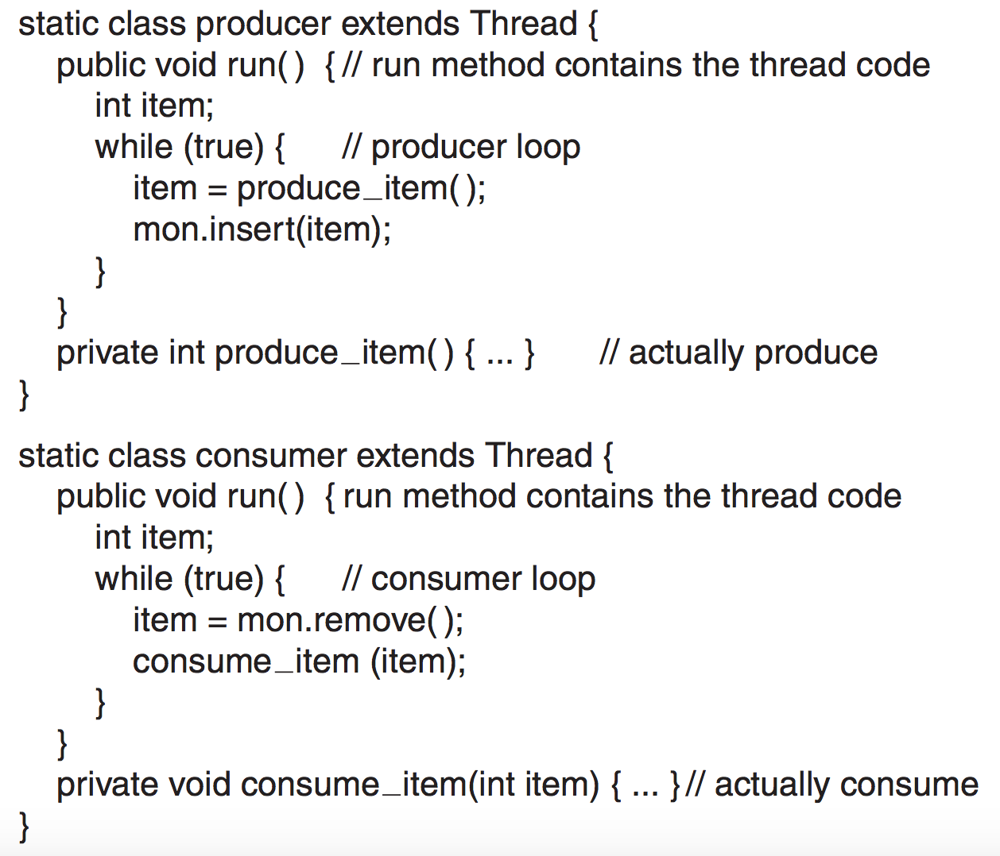 static class producer extends Thread {
public void run( ) { // run method contains the thread code
int item;
while (true) { // producer loop
item = produce_item( );
mon.insert(item);
}
}
private int produce_item( ) { ... } // actually produce
}
static class consumer extends Thread {
public void run( ) { run method contains the thread code
int item;
while (true) { // consumer loop
item = mon.remove( );
consume_item (item);
}
}
private void consume_item(int item) { ... } // actually consume
}